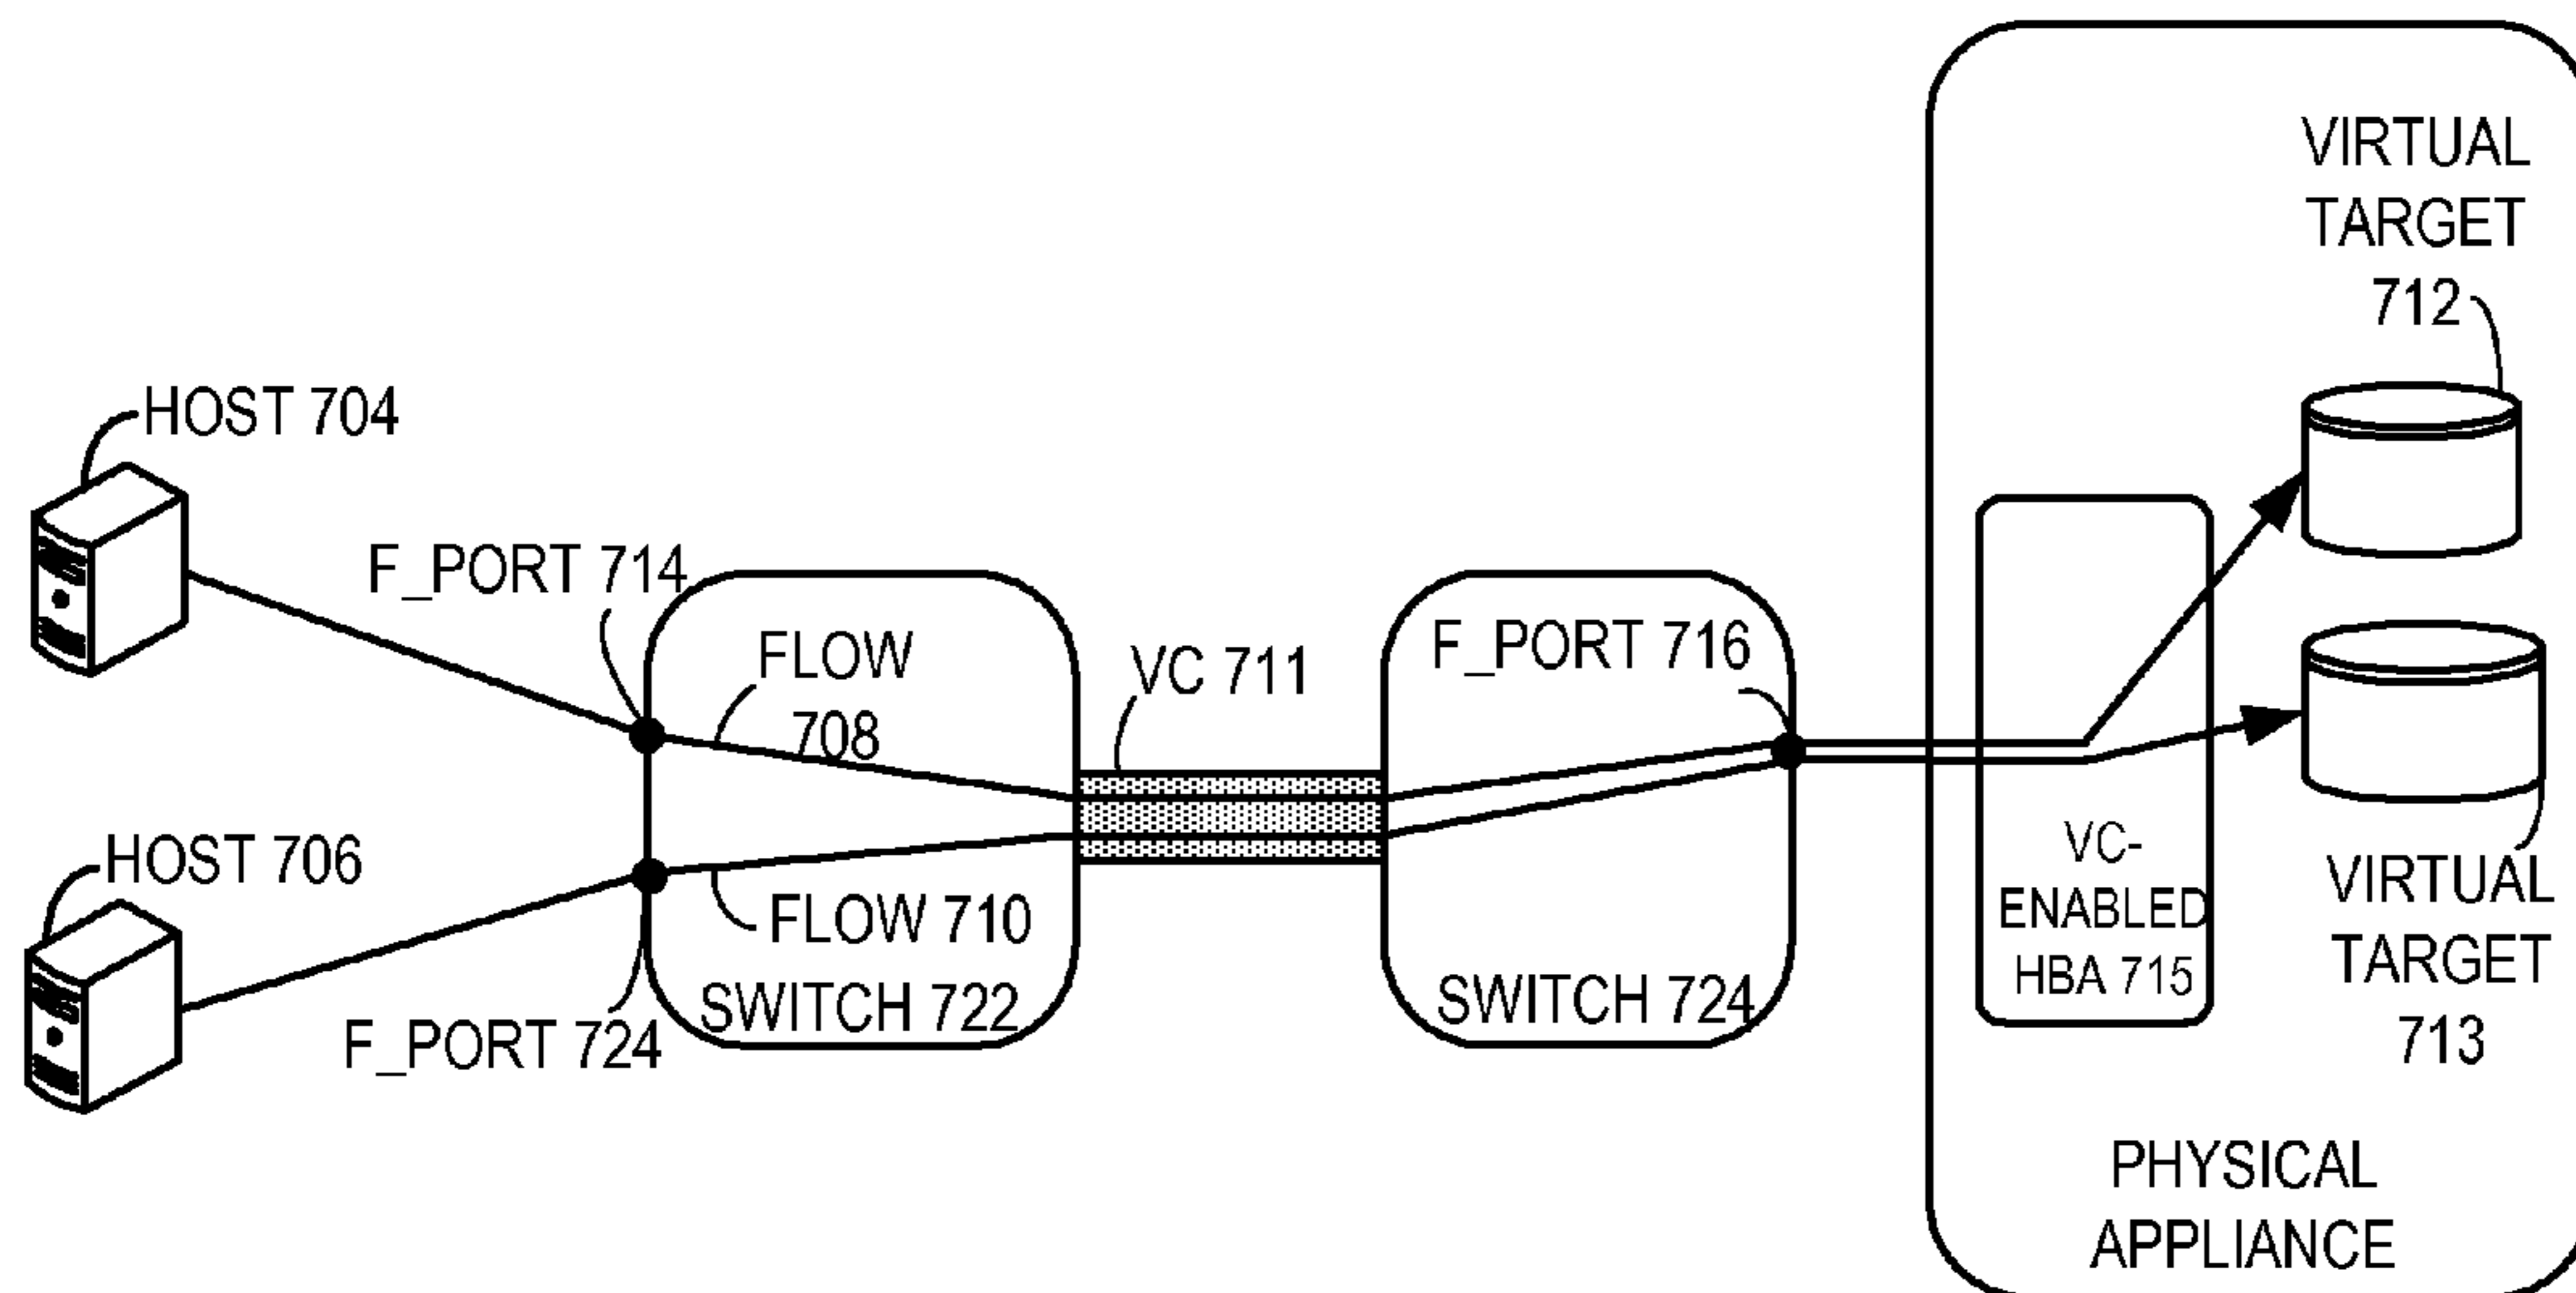 VIRTUAL
TARGET
712
HOST 704
F_PORT 714
FLOW
708
VC 711
F_PORT 716
HOST 706
FLOW 710
SWITCH 722
F_PORT 724
SWITCH 724
VC-
ENABLED
HBA 715
VIRTUAL
TARGET
713
PHYSICAL
APPLIANCE